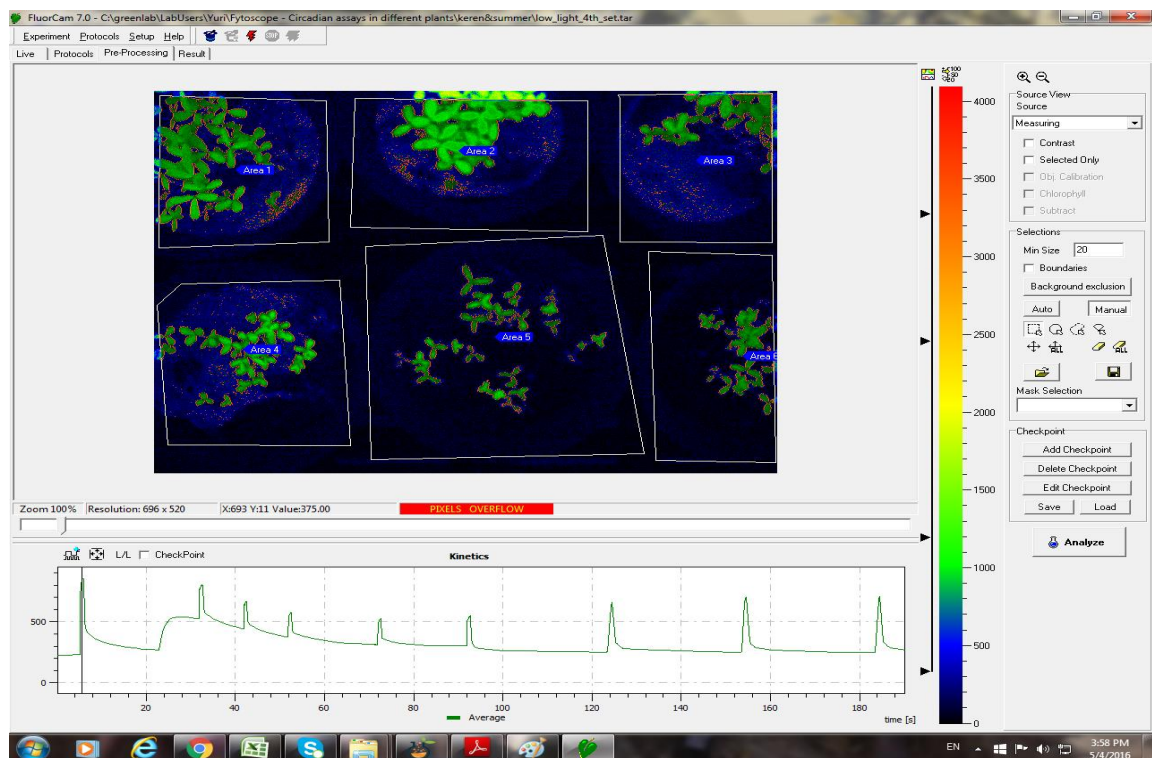 FluorCam 7.0 - C:\greenlab\LabUsers\Yuri\Fytoscope - Circadian assays in different plants\keren&summer\low_light_4th_set.tar
Experiment Protocols Setup Help
Live Protocols Pre-Processing Result
Area 1
Area 2
Area 3
Area 4
Area 5
Area 6
4000
3500
3000
2500
2000
1500
1000
500
0
Source View
Source
Measuring
Contrast
Selected Only
Obj. Calibration
Chlorophyll
Subtract
Selections
Min Size 20
Boundaries
Background exclusion
Auto Manual
ALL ALL
Mask Selection
Checkpoint
Add Checkpoint
Delete Checkpoint
Edit Checkpoint
Save Load
Analyze
Zoom 100% Resolution: 696 x 520 X:693 Y:11 Value:375.00 PIXELS OVERFLOW
L/L CheckPoint Kinetics
500
0
20 40 60 80 100 120 140 160 180
Average
time [s]
EN 3:58 PM
5/4/2016